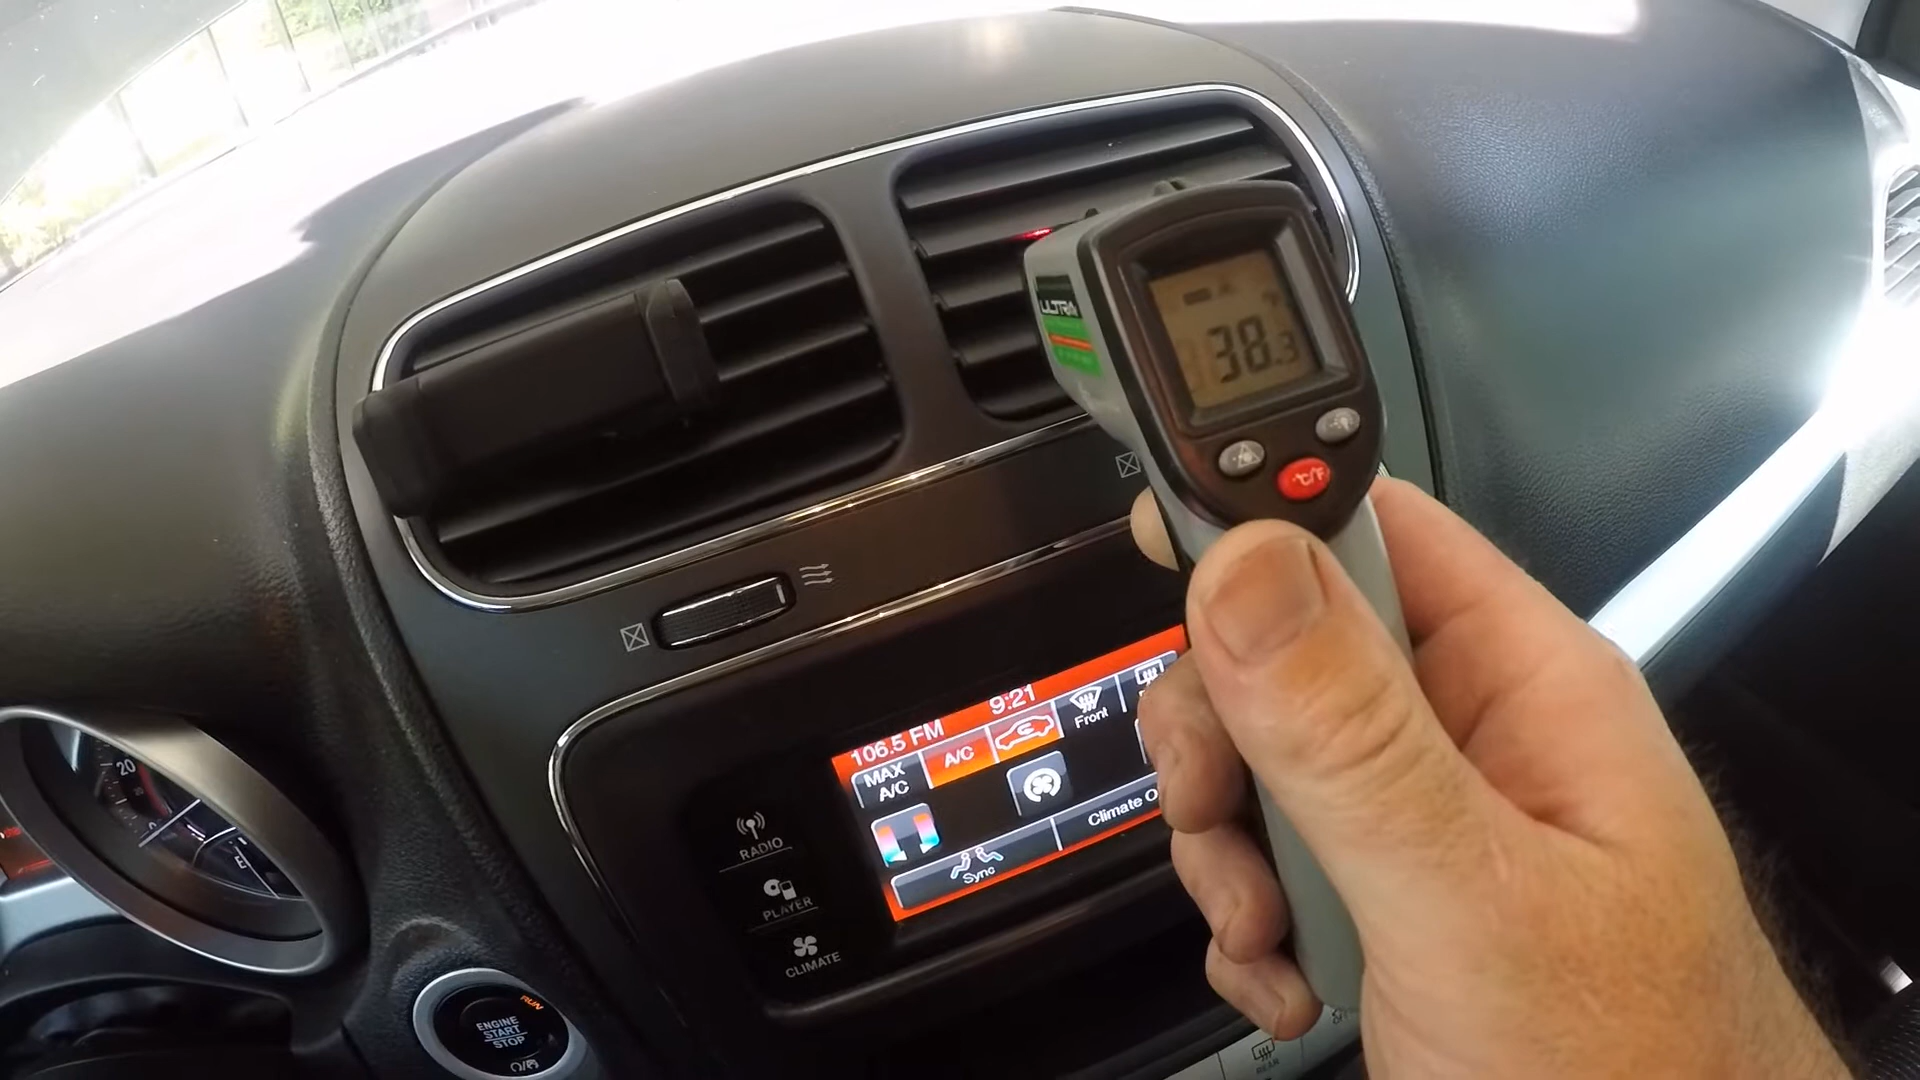 ULTRA
°F
38.3
°C/F
106.5 FM 9:21
MAX
A/C
A/C
Front
Climate O
Sync
RADIO
PLAYER
CLIMATE
20
E
RUN
ENGINE
START
STOP
REAR